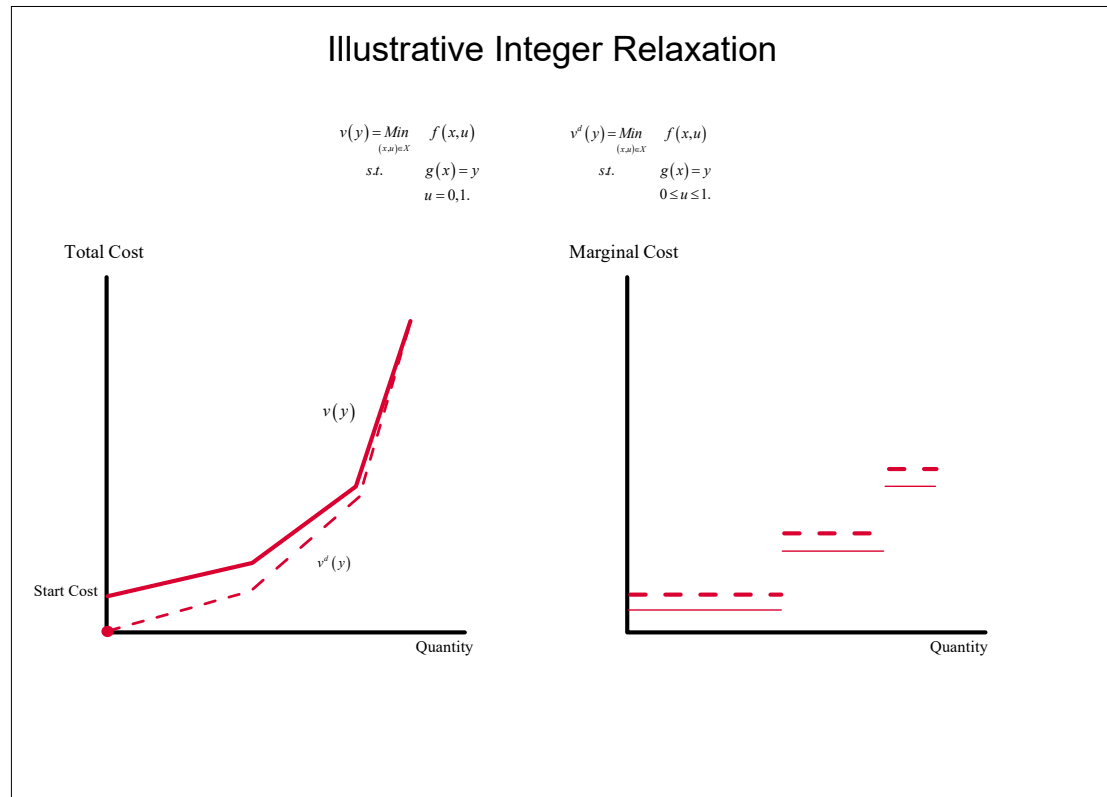 Illustrative Integer Relaxation
v(y) = Min f(x,u)
(x,u)∈X
s.t. g(x) = y
u = 0,1.
v^d(y) = Min f(x,u)
(x,u)∈X
s.t. g(x) = y
0 ≤ u ≤ 1.
Total Cost
v(y)
v^d(y)
Start Cost
Quantity
Marginal Cost
Quantity